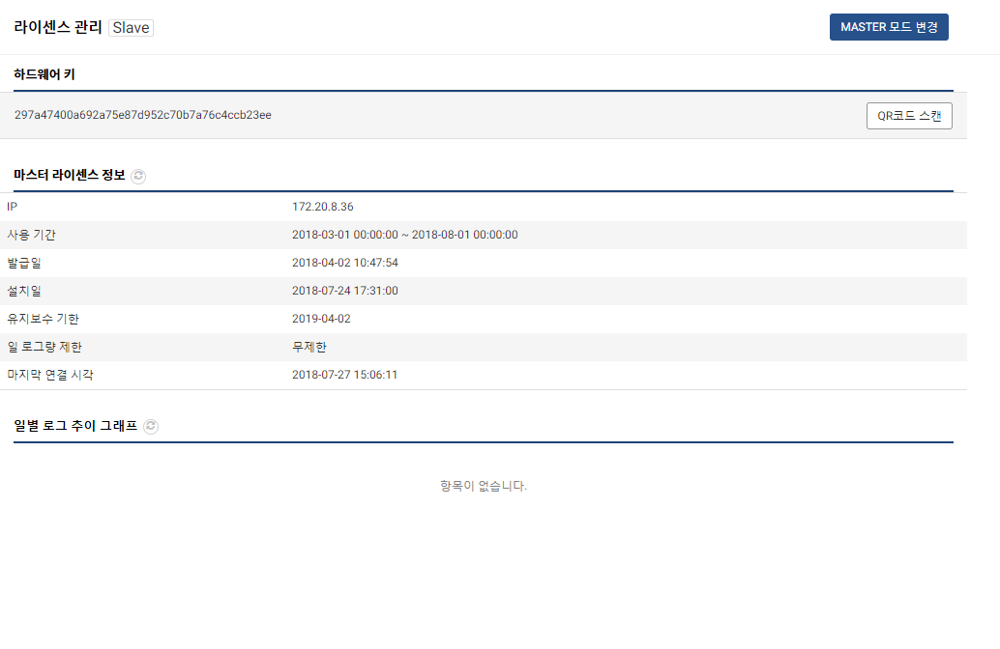 라이센스 관리 Slave
MASTER 모드 변경
하드웨어 키
297a47400a692a75e87d952c70b7a76c4ccb23ee
QR코드 스캔
마스터 라이센스 정보
IP 172.20.8.36
사용 기간 2018-03-01 00:00:00 ~ 2018-08-01 00:00:00
발급일 2018-04-02 10:47:54
설치일 2018-07-24 17:31:00
유지보수 기한 2019-04-02
일 로그량 제한 무제한
마지막 연결 시각 2018-07-27 15:06:11
일별 로그 추이 그래프
항목이 없습니다.